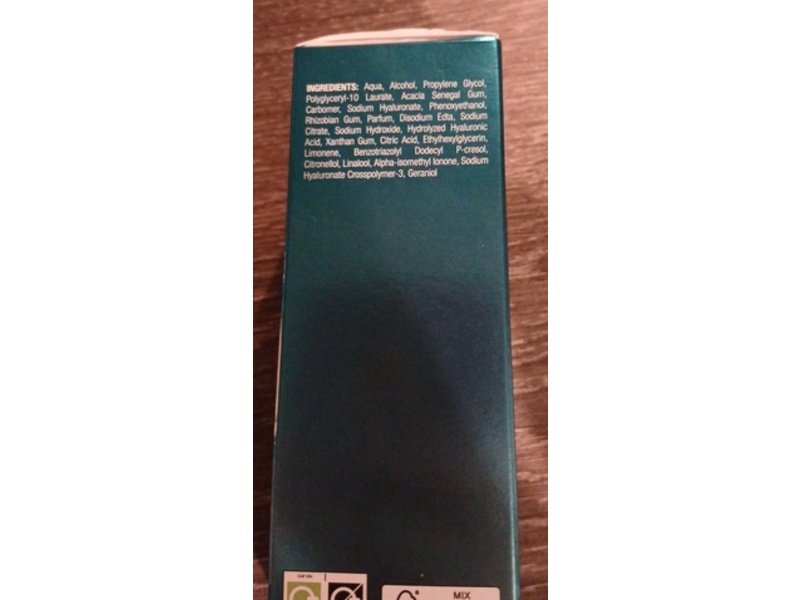 INGREDIENTS: Aqua, Alcohol, Propylene Glycol,
Polyglyceryl-10 Laurate, Acacia Senegal Gum,
Carbomer, Sodium Hyaluronate, Phenoxyethanol,
Rhizobian Gum, Parfum, Disodium Edta, Sodium
Citrate, Sodium Hydroxide, Hydrolyzed Hyaluronic
Acid, Xanthan Gum, Citric Acid, Ethylhexylglycerin,
Limonene, Benzotriazolyl Dodecyl P-cresol,
Citronellol, Linalool, Alpha-isomethyl Ionone, Sodium
Hyaluronate Crosspolymer-3, Geraniol
MIX